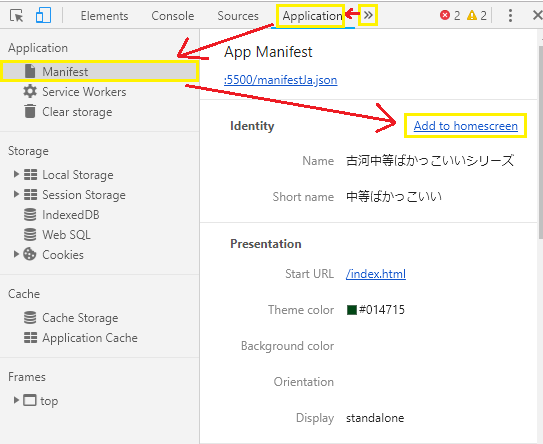 Elements Console Sources Application »
2 2
Application
Manifest
Service Workers
Clear storage
Storage
Local Storage
Session Storage
IndexedDB
Web SQL
Cookies
Cache
Cache Storage
Application Cache
Frames
top
App Manifest
:5500/manifestJa.json
Identity Add to homescreen
Name 古河中等ばかっこいいシリーズ
Short name 中等ばかっこいい
Presentation
Start URL /index.html
Theme color #014715
Background color
Orientation
Display standalone